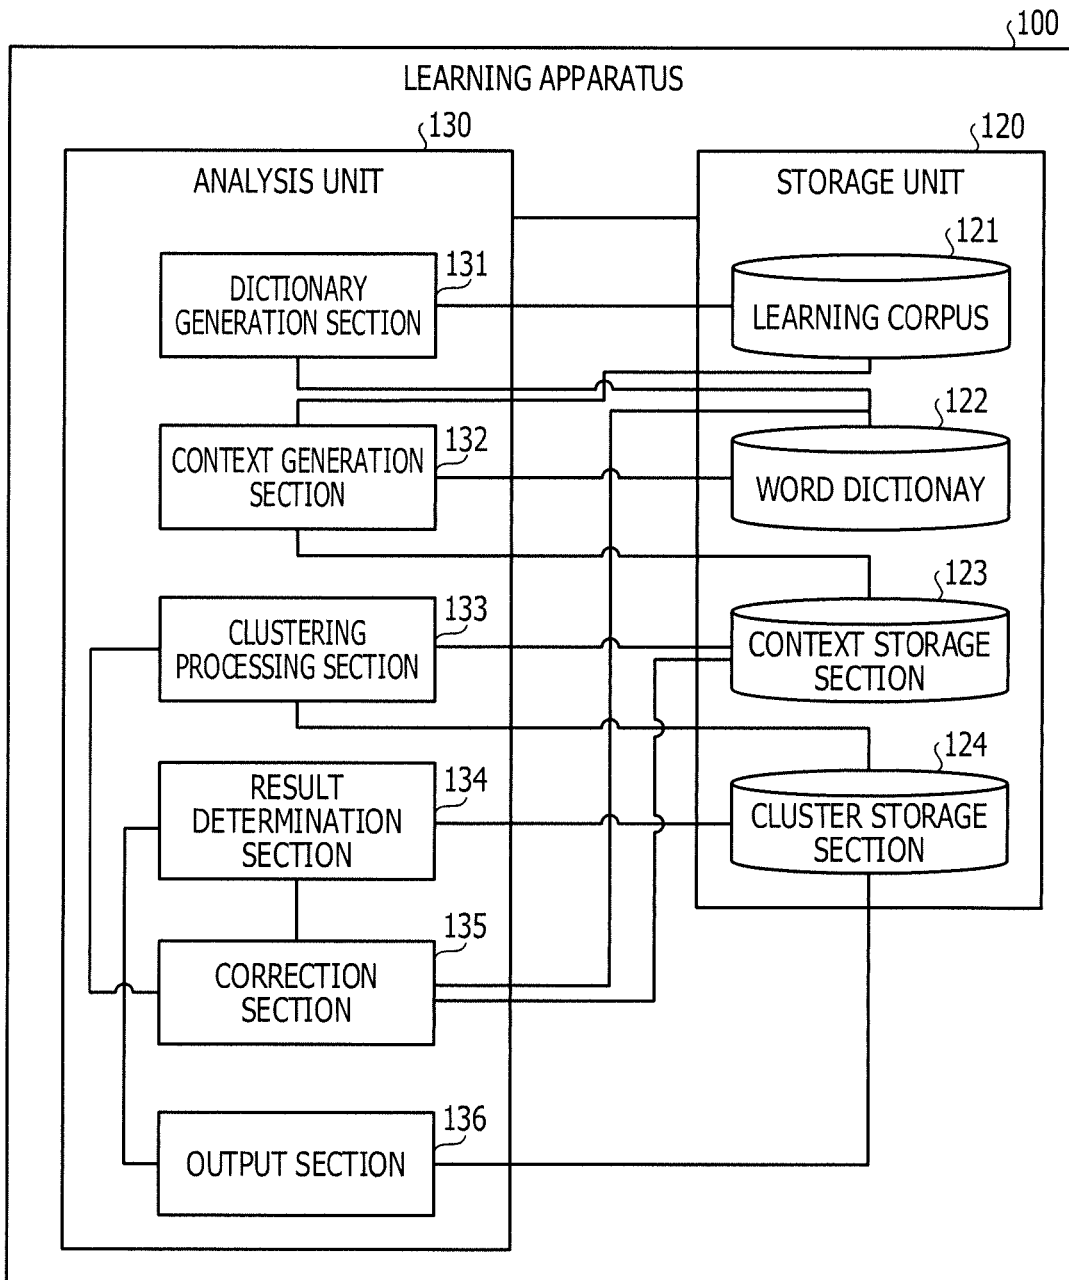 100
LEARNING APPARATUS
130
ANALYSIS UNIT
120
STORAGE UNIT
131
DICTIONARY
GENERATION SECTION
121
LEARNING CORPUS
132
CONTEXT GENERATION
SECTION
122
WORD DICTIONAY
133
CLUSTERING
PROCESSING SECTION
123
CONTEXT STORAGE
SECTION
134
RESULT
DETERMINATION
SECTION
124
CLUSTER STORAGE
SECTION
135
CORRECTION
SECTION
136
OUTPUT SECTION